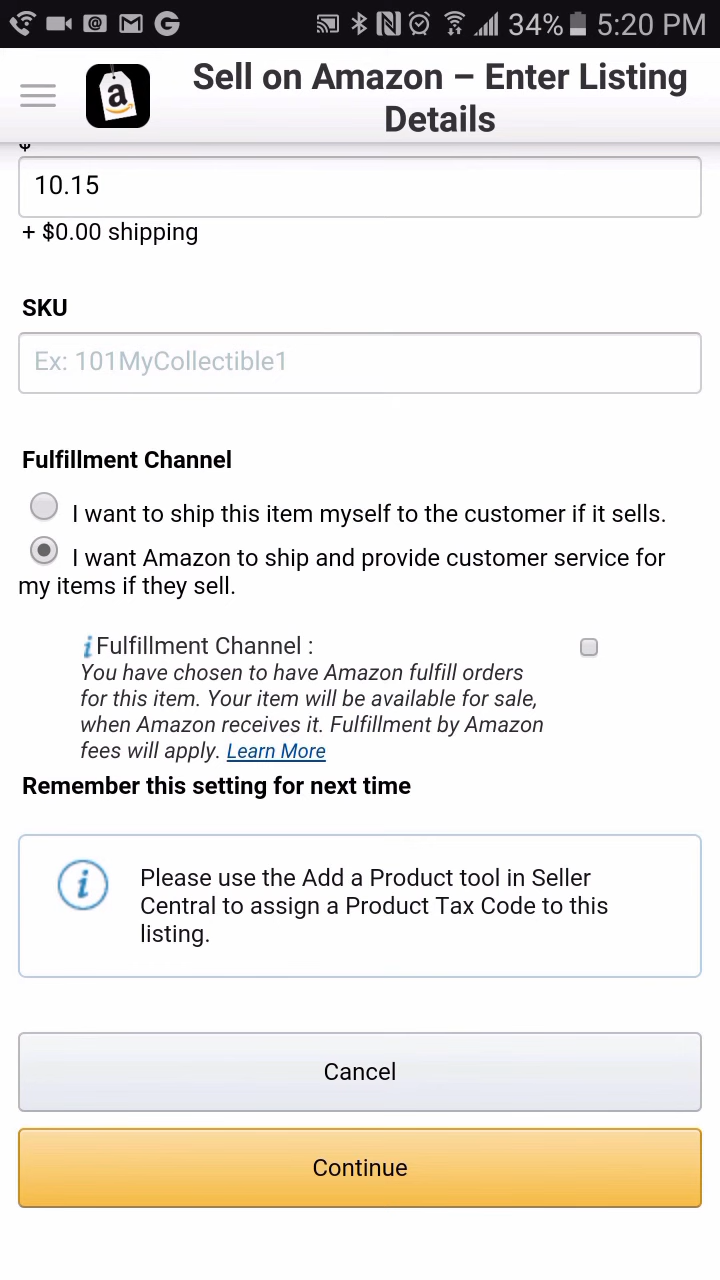 34% 5:20 PM
Sell on Amazon – Enter Listing
Details
$
10.15
+ $0.00 shipping
SKU
Ex: 101MyCollectible1
Fulfillment Channel
I want to ship this item myself to the customer if it sells.
I want Amazon to ship and provide customer service for
my items if they sell.
Fulfillment Channel :
You have chosen to have Amazon fulfill orders
for this item. Your item will be available for sale,
when Amazon receives it. Fulfillment by Amazon
fees will apply. Learn More
Remember this setting for next time
Please use the Add a Product tool in Seller
Central to assign a Product Tax Code to this
listing.
Cancel
Continue